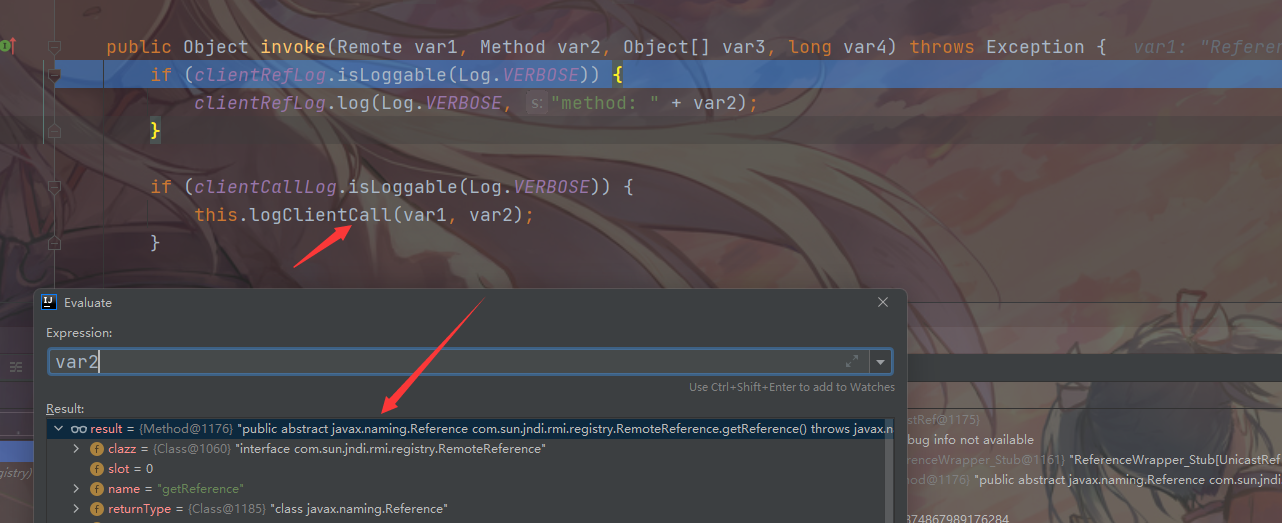 public Object invoke(Remote var1, Method var2, Object[] var3, long var4) throws Exception { var1: "Referen
if (clientRefLog.isLoggable(Log.VERBOSE)) {
clientRefLog.log(Log.VERBOSE, s: "method: " + var2);
}
if (clientCallLog.isLoggable(Log.VERBOSE)) {
this.logClientCall(var1, var2);
}
IJ Evaluate
Expression:
var2
Use Ctrl+Shift+Enter to add to Watches
Result:
result = {Method@1176} "public abstract javax.naming.Reference com.sun.jndi.rmi.registry.RemoteReference.getReference() throws javax.n
clazz = {Class@1060} "interface com.sun.jndi.rmi.registry.RemoteReference"
slot = 0
name = "getReference"
returnType = {Class@1185} "class javax.naming.Reference"
gistry)
astRef@1175}
bug info not available
erenceWrapper_Stub@1161} "ReferenceWrapper_Stub[UnicastRef
hod@1176} "public abstract javax.naming.Reference com.sun.jndi
874867989176284